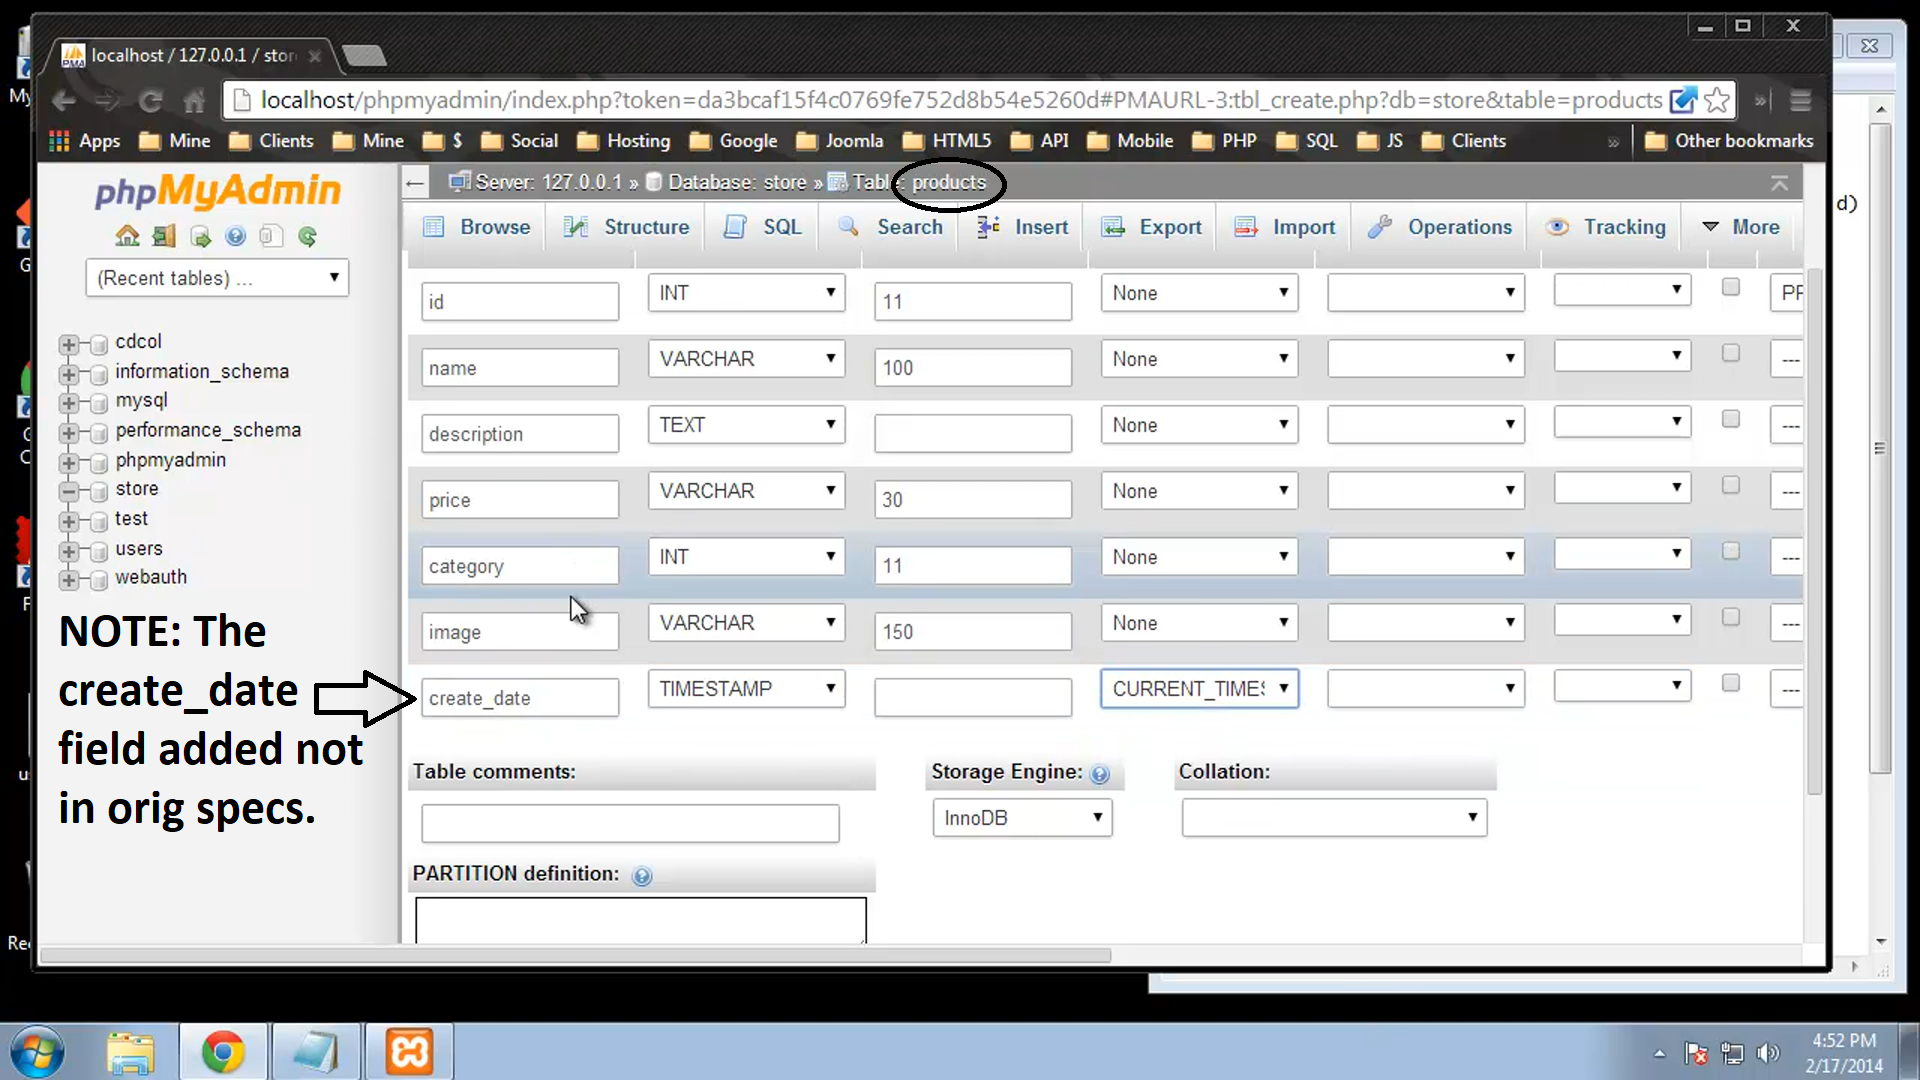 localhost / 127.0.0.1 / stor
localhost/phpmyadmin/index.php?token=da3bcaf15f4c0769fe752d8b54e5260d#PMAURL-3:tbl_create.php?db=store&table=products
Apps Mine Clients Mine $ Social Hosting Google Joomla HTML5 API Mobile PHP SQL JS Clients » Other bookmarks
phpMyAdmin
Server: 127.0.0.1 » Database: store » Table: products
Browse Structure SQL Search Insert Export Import Operations Tracking More
d)
(Recent tables) ...
cdcol
information_schema
mysql
performance_schema
phpmyadmin
store
test
users
webauth
id INT 11 None PR
name VARCHAR 100 None ---
description TEXT None ---
price VARCHAR 30 None ---
category INT 11 None ---
image VARCHAR 150 None ---
create_date TIMESTAMP CURRENT_TIMES ---
NOTE: The
create_date
field added not
in orig specs.
Table comments: Storage Engine: Collation:
InnoDB
PARTITION definition:
My
Rec
4:52 PM
2/17/2014